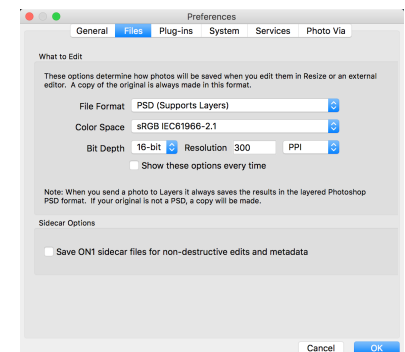 Preferences
General Files Plug-ins System Services Photo Via
What to Edit
These options determine how photos will be saved when you edit them in Resize or an external
editor. A copy of the original is always made in this format.
File Format PSD (Supports Layers)
Color Space sRGB IEC61966-2.1
Bit Depth 16-bit Resolution 300 PPI
Show these options every time
Note: When you send a photo to Layers it always saves the results in the layered Photoshop
PSD format. If your original is not a PSD, a copy will be made.
Sidecar Options
Save ON1 sidecar files for non-destructive edits and metadata
Cancel OK